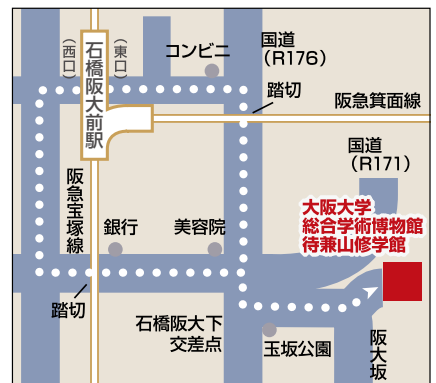 （西口）
石橋阪大前駅
（東口）
コンビニ
国道
（R176）
踏切
阪急箕面線
国道
（R171）
阪急宝塚線
銀行
美容院
大阪大学
総合学術博物館
待兼山修学館
踏切
石橋阪大下
交差点
玉坂公園
阪大坂